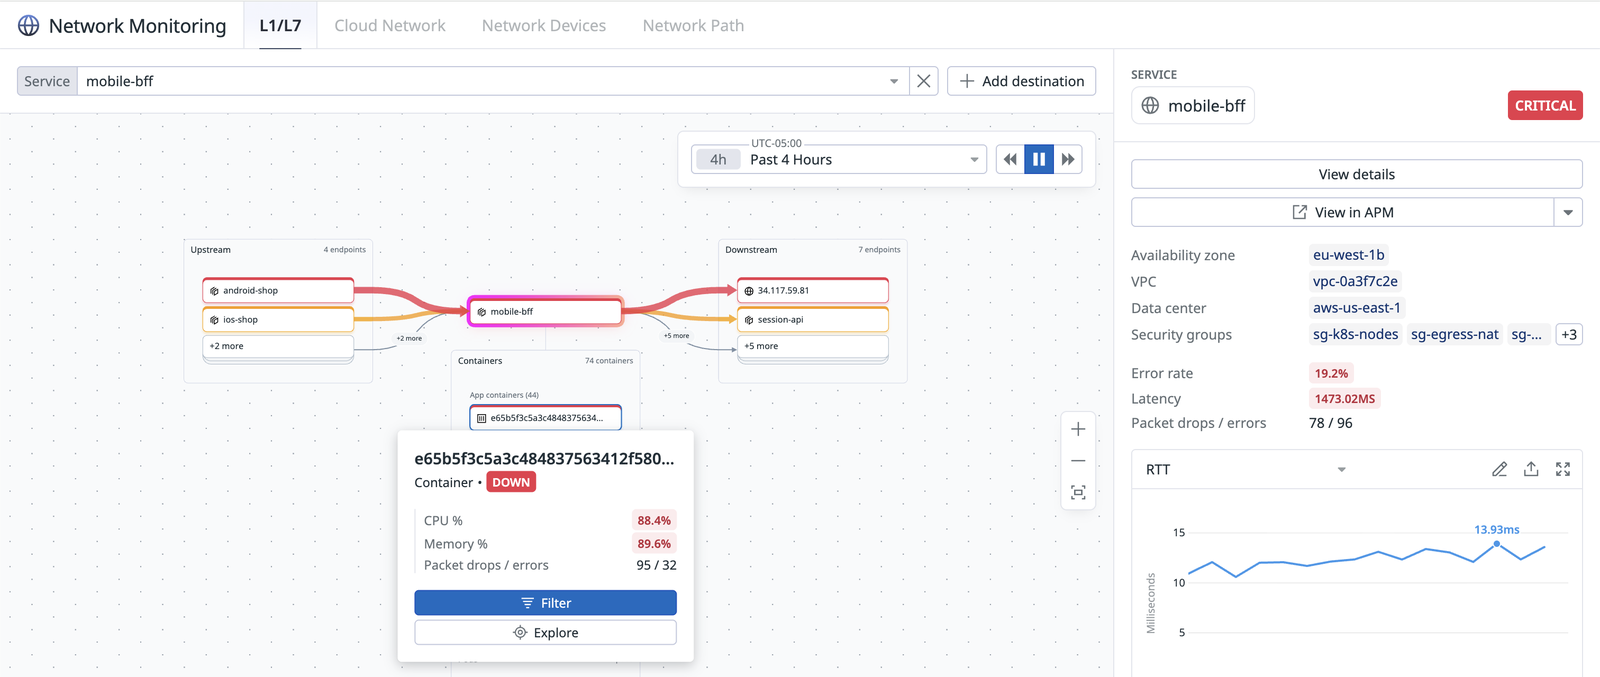 Network Monitoring
L1/L7
Cloud Network
Network Devices
Network Path
Service
mobile-bff
Add destination
UTC-05:00
4h
Past 4 Hours
Upstream
4 endpoints
android-shop
ios-shop
+2 more
+2 more
mobile-bff
Downstream
7 endpoints
34.117.59.81
session-api
+5 more
+5 more
Containers
74 containers
App containers (44)
e65b5f3c5a3c4848375634...
e65b5f3c5a3c484837563412f580...
Container • DOWN
CPU %
88.4%
Memory %
89.6%
Packet drops / errors
95 / 32
Filter
Explore
SERVICE
mobile-bff
CRITICAL
View details
View in APM
Availability zone
eu-west-1b
VPC
vpc-0a3f7c2e
Data center
aws-us-east-1
Security groups
sg-k8s-nodes
sg-egress-nat
sg-...
+3
Error rate
19.2%
Latency
1473.02MS
Packet drops / errors
78 / 96
RTT
13.93ms
15
10
5
Milliseconds